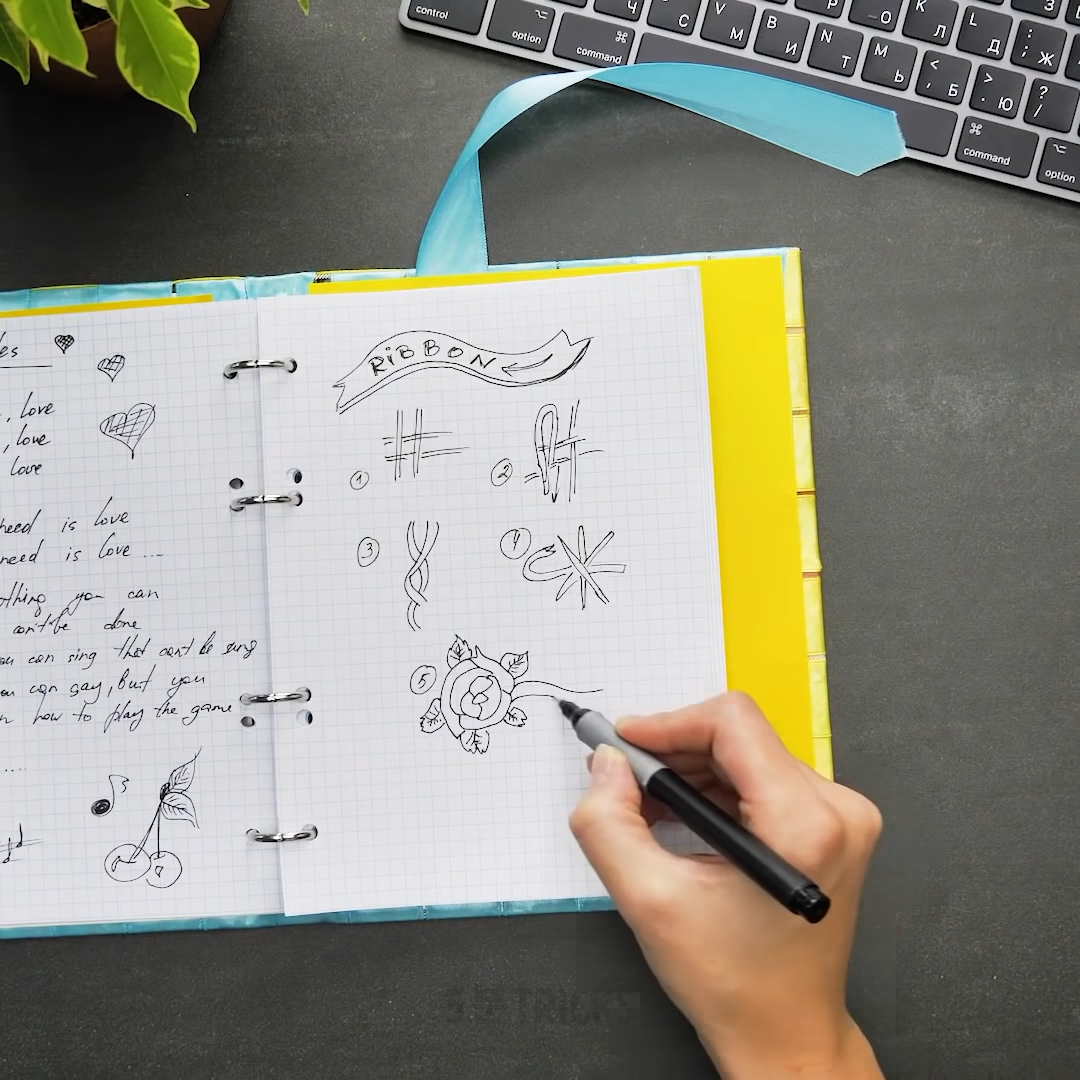 control
option
command
Ч
C С
V М
B И
N Т
M Ь
< , Б
> . Ю
? /
K Л
L Д
: ; Ж
О
Р
З
command
option
es
RiBBON
, love
, love
love
1
2
need is love
3
4
need is love ....
othing you can
can't be done
ou can sing that can't be sung
ou can say, But you
5
n how to play the game
....
TRICKS